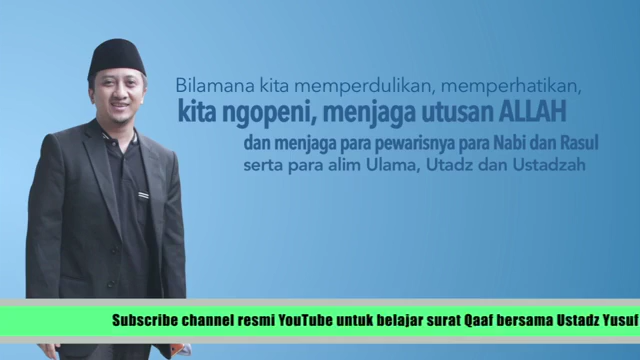 Bilamana kita memperdulikan, memperhatikan,
kita ngopeni, menjaga utusan ALLAH
dan menjaga para pewarisnya para Nabi dan Rasul
serta para alim Ulama, Utadz dan Ustadzah
Subscribe channel resmi YouTube untuk belajar surat Qaaf bersama Ustadz Yusuf